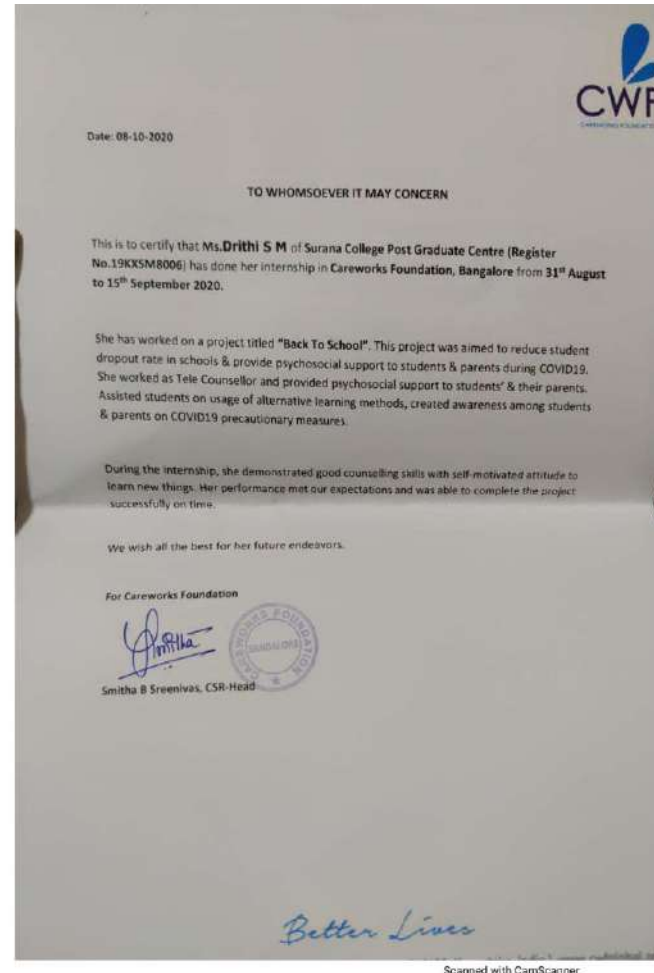 CWF
CAREWORKS FOUNDATION
Date: 08-10-2020
TO WHOMSOEVER IT MAY CONCERN
This is to certify that Ms.Drithi S M of Surana College Post Graduate Centre (Register
No.19KXSM8006) has done her internship in Careworks Foundation, Bangalore from 31st August
to 15th September 2020.
She has worked on a project titled "Back To School". This project was aimed to reduce student
dropout rate in schools & provide psychosocial support to students & parents during COVID19.
She worked as Tele Counsellor and provided psychosocial support to students' & their parents.
Assisted students on usage of alternative learning methods, created awareness among students
& parents on COVID19 precautionary measures.
During the internship, she demonstrated good counselling skills with self-motivated attitude to
learn new things. Her performance met our expectations and was able to complete the project
successfully on time.
We wish all the best for her future endeavors.
For Careworks Foundation
Smitha
CAREWORKS FOUNDATION
BANGALORE
Smitha B Sreenivas, CSR-Head
Better Lives
Scanned with CamScanner